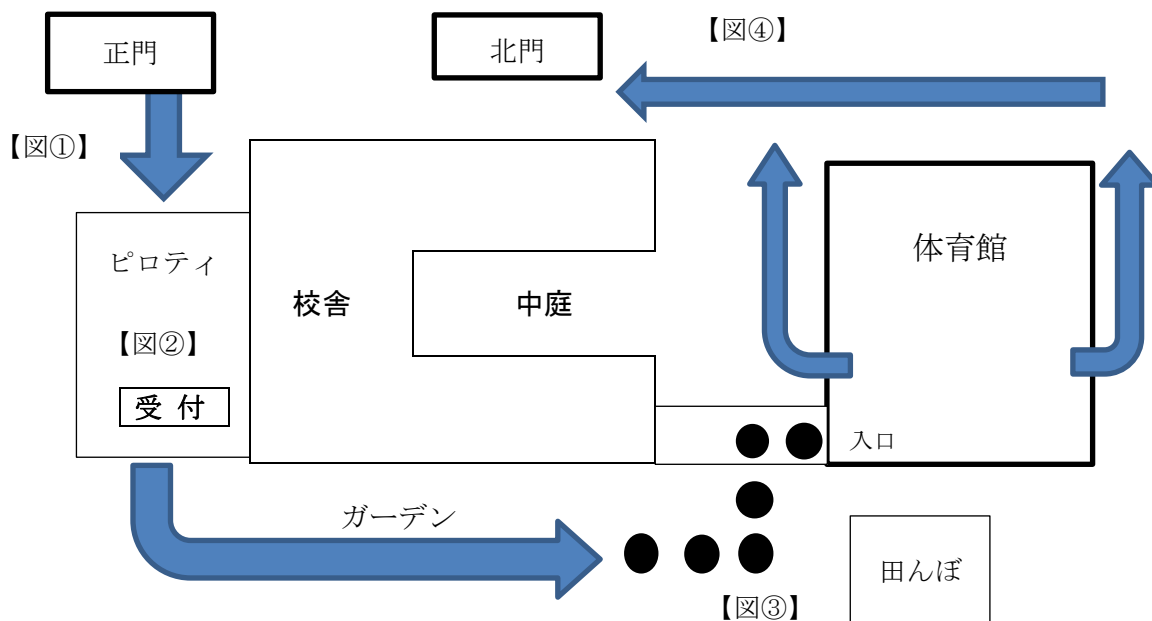 正門
北門
【図④】
【図①】
ピロティ
体育館
校舎
中庭
【図②】
受 付
入口
ガーデン
田んぼ
【図③】